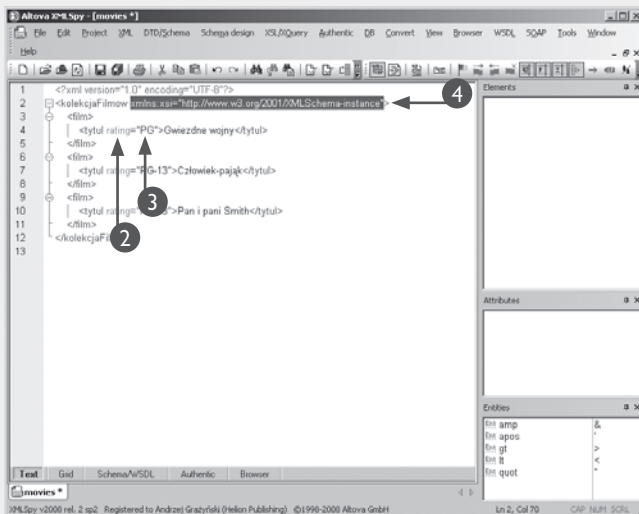 Altova XMLSpy - [movies *]
File Edit Project XML DTD/Schema Schema design XSL/XQuery Authentic DB Convert View Browser WSDL SOAP Tools Window
Help
1 <?xml version="1.0" encoding="UTF-8"?>
2 <kolekcjaFilmow xmlns:xsi="http://www.w3.org/2001/XMLSchema-instance">
3 <film>
4 <tytul rating="PG">Gwiezdne wojny</tytul>
5 </film>
6 <film>
7 <tytul rating="PG-13">Człowiek-pająk</tytul>
8 </film>
9 <film>
10 <tytul rating= >Pan i pani Smith</tytul>
11 </film>
12 </kolekcjaFil
13
4
3
2
Elements
Attributes
Entities
Ent amp &
Ent apos '
Ent gt >
Ent lt <
Ent quot "
Text Grid Schema/WSDL Authentic Browser
movies *
XMLSpy v2008 rel. 2 sp2 Registered to Andrzej Grażyński (Helion Publishing) ©1998-2008 Altova GmbH Ln 2, Col 70 CAP NUM SCRL